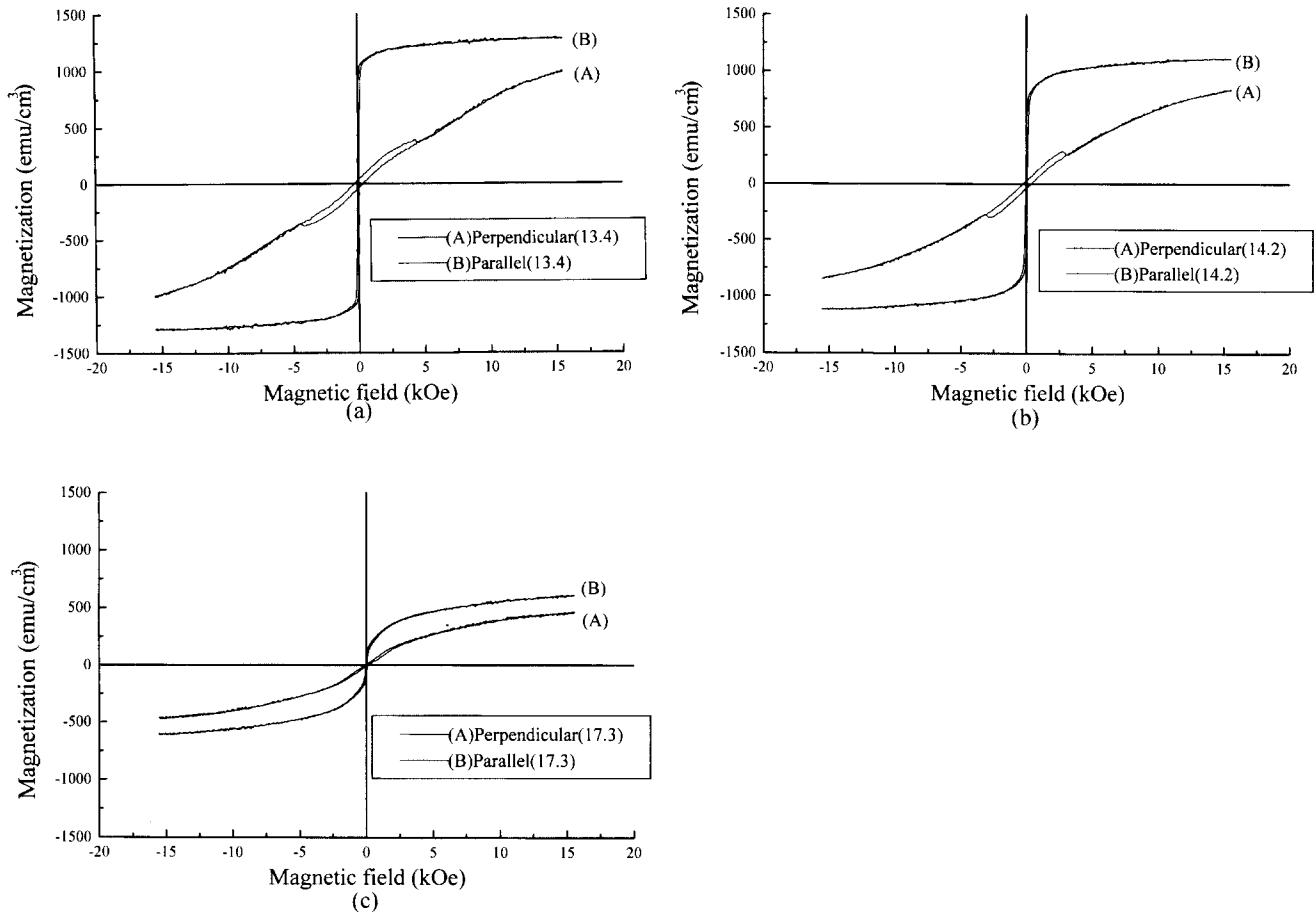 1500
1000
500
0
-500
-1000
-1500
Magnetization (emu/cm³)
(B)
(A)
(A)Perpendicular(13.4)
(B)Parallel(13.4)
-20 -15 -10 -5 0 5 10 15 20
Magnetic field (kOe)
(a)
1500
1000
500
0
-500
-1000
-1500
Magnetization (emu/cm³)
(B)
(A)
(A)Perpendicular(14.2)
(B)Parallel(14.2)
-20 -15 -10 -5 0 5 10 15 20
Magnetic field (kOe)
(b)
1500
1000
500
0
-500
-1000
-1500
Magnetization (emu/cm³)
(B)
(A)
(A)Perpendicular(17.3)
(B)Parallel(17.3)
-20 -15 -10 -5 0 5 10 15 20
Magnetic field (kOe)
(c)